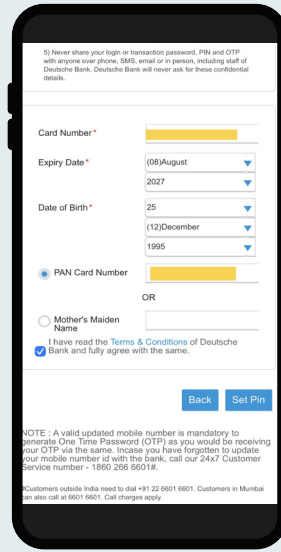 5) Never share your login or transaction password, PIN and OTP
with anyone over phone, SMS, email or in person, including staff of
Deutsche Bank. Deutsche Bank will never ask for these confidential
details.
Card Number*
Expiry Date*
(08)August
2027
Date of Birth*
25
(12)December
1995
PAN Card Number
OR
Mother's Maiden
Name
I have read the Terms & Conditions of Deutsche
Bank and fully agree with the same.
Back
Set Pin
NOTE : A valid updated mobile number is mandatory to
generate One Time Password (OTP) as you would be receiving
your OTP via the same. Incase you have forgotten to update
your mobile number id with the bank, call our 24x7 Customer
Service number - 1860 266 6601#.
#Customers outside India need to dial +91 22 6601 6601. Customers in Mumbai
can also call at 6601 6601. Call charges apply.